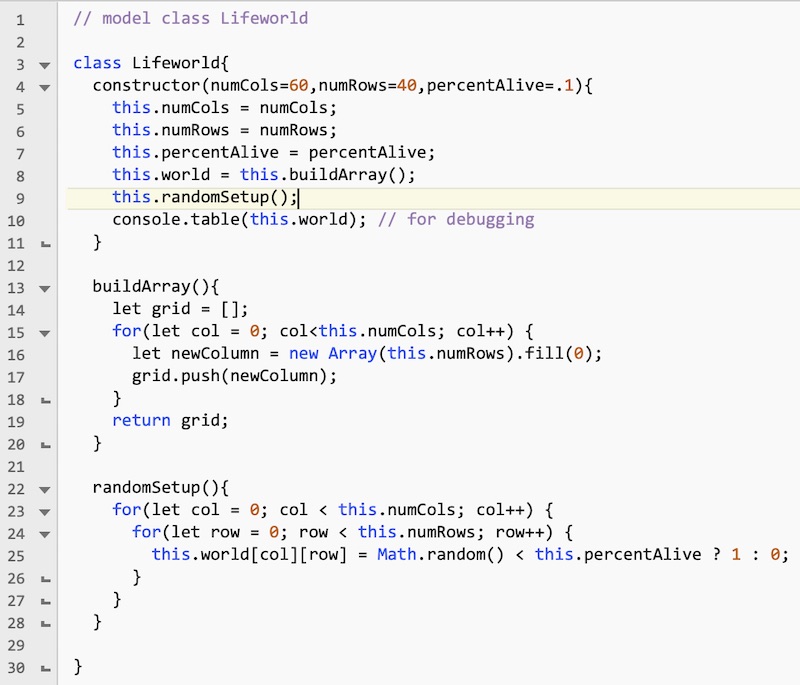 1 // model class Lifeworld
2
3 class Lifeworld{
4 constructor(numCols=60,numRows=40,percentAlive=.1){
5 this.numCols = numCols;
6 this.numRows = numRows;
7 this.percentAlive = percentAlive;
8 this.world = this.buildArray();
9 this.randomSetup();
10 console.table(this.world); // for debugging
11 }
12
13 buildArray(){
14 let grid = [];
15 for(let col = 0; col<this.numCols; col++) {
16 let newColumn = new Array(this.numRows).fill(0);
17 grid.push(newColumn);
18 }
19 return grid;
20 }
21
22 randomSetup(){
23 for(let col = 0; col < this.numCols; col++) {
24 for(let row = 0; row < this.numRows; row++) {
25 this.world[col][row] = Math.random() < this.percentAlive ? 1 : 0;
26 }
27 }
28 }
29
30 }